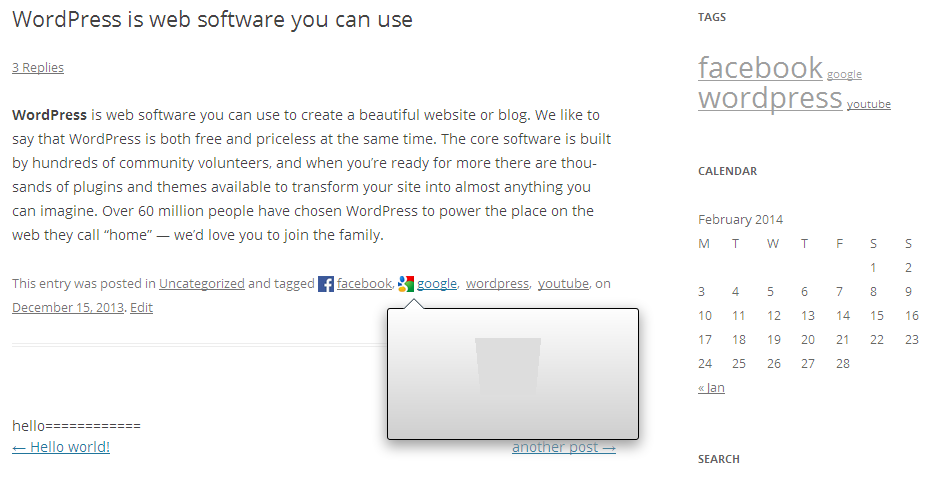 WordPress is web software you can use
3 Replies
WordPress is web software you can use to create a beautiful website or blog. We like to
say that WordPress is both free and priceless at the same time. The core software is built
by hundreds of community volunteers, and when you’re ready for more there are thou-
sands of plugins and themes available to transform your site into almost anything you
can imagine. Over 60 million people have chosen WordPress to power the place on the
web they call “home” — we’d love you to join the family.
This entry was posted in Uncategorized and tagged facebook, google, wordpress, youtube, on
December 15, 2013. Edit
hello============
← Hello world!
another post →
TAGS
facebook google
wordpress youtube
CALENDAR
February 2014
M T W T F S S
1 2
3 4 5 6 7 8 9
10 11 12 13 14 15 16
17 18 19 20 21 22 23
24 25 26 27 28
« Jan
SEARCH